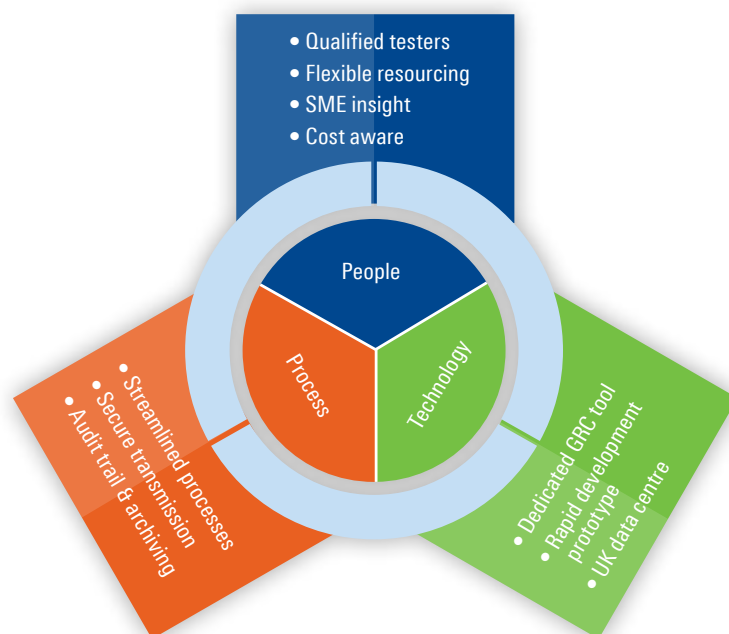 • Qualified testers
• Flexible resourcing
• SME insight
• Cost aware
People
Process
Technology
• Streamlined processes
• Secure transmission
• Audit trail & archiving
• Dedicated GRC tool
• Rapid development
prototype
• UK data centre